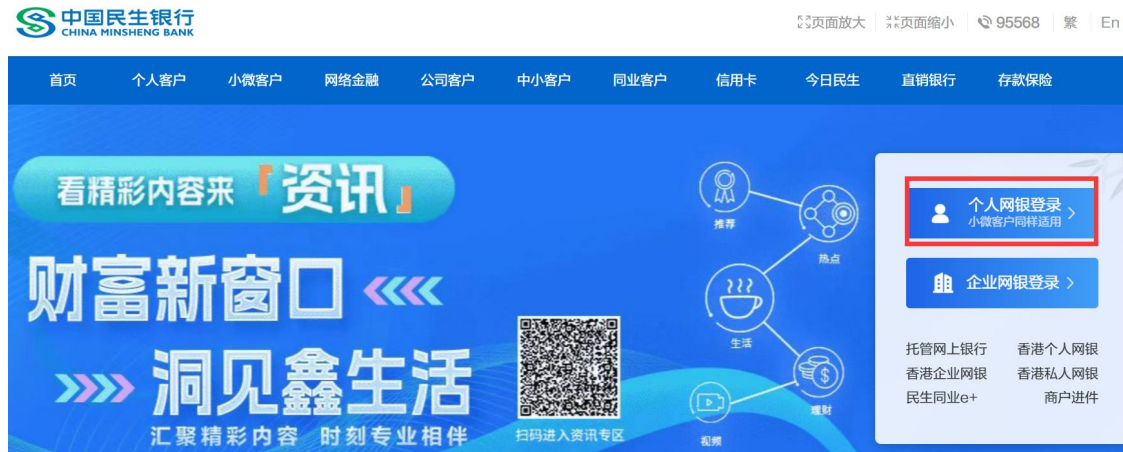 中国民生银行
CHINA MINSHENG BANK
页面放大 页面缩小 95568 繁 En
首页 个人客户 小微客户 网络金融 公司客户 中小客户 同业客户 信用卡 今日民生 直销银行 存款保险
看精彩内容来『资讯』
财富新窗口
洞见鑫生活
汇聚精彩内容 时刻专业相伴
扫码进入资讯专区
推荐
热点
生活
理财
视频
个人网银登录
小微客户同样适用
企业网银登录
托管网上银行 香港个人网银
香港企业网银 香港私人网银
民生同业e+ 商户进件